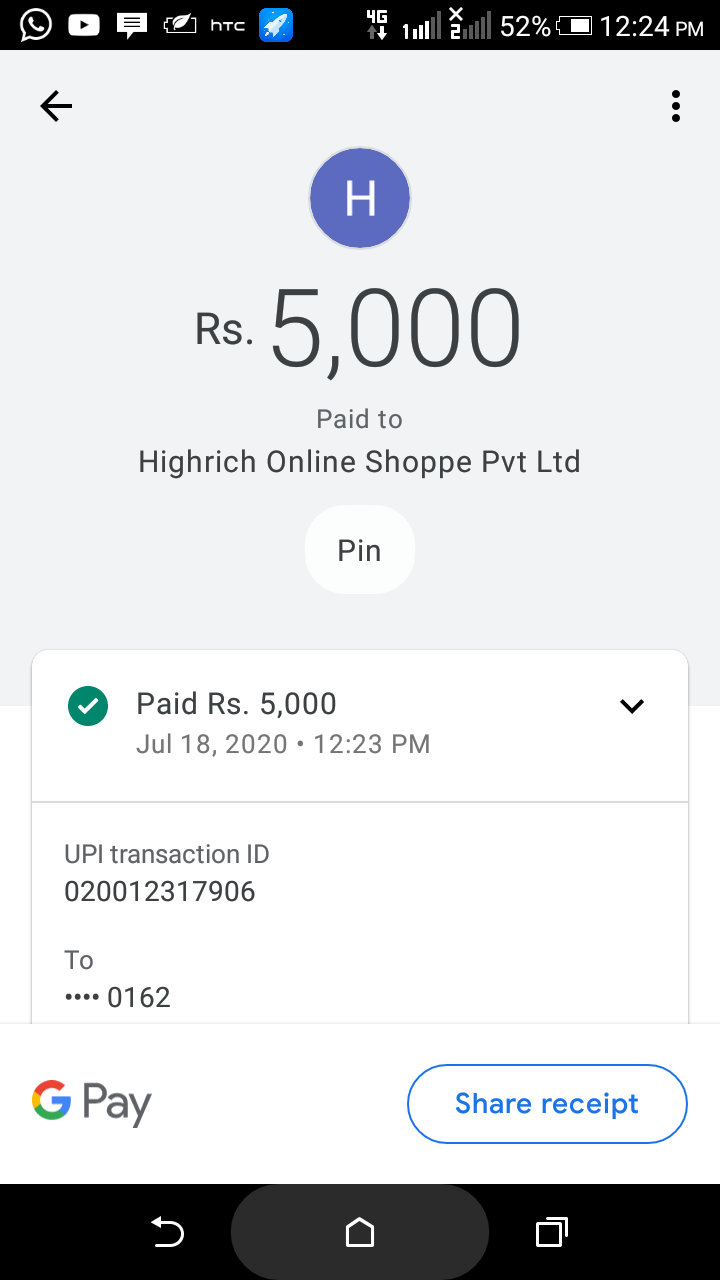 hTC 4G 1 2 52% 12:24 PM
H
Rs. 5,000
Paid to
Highrich Online Shoppe Pvt Ltd
Pin
Paid Rs. 5,000
Jul 18, 2020 • 12:23 PM
UPI transaction ID
020012317906
To
•••• 0162
G Pay
Share receipt